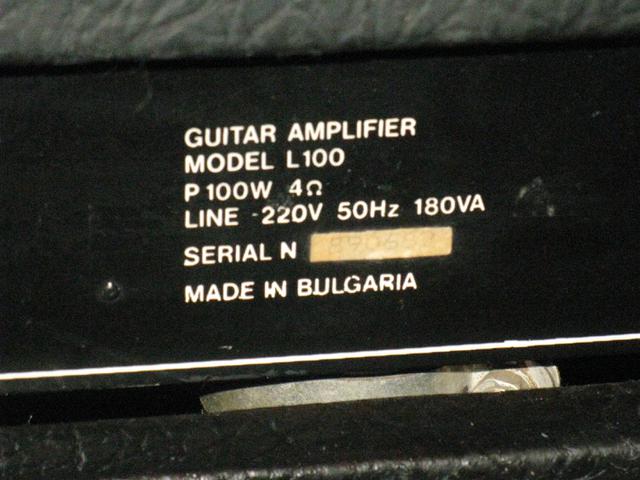 GUITAR AMPLIFIER
MODEL L100
P 100W 4Ω
LINE ~220V 50Hz 180VA
SERIAL N
MADE IN BULGARIA